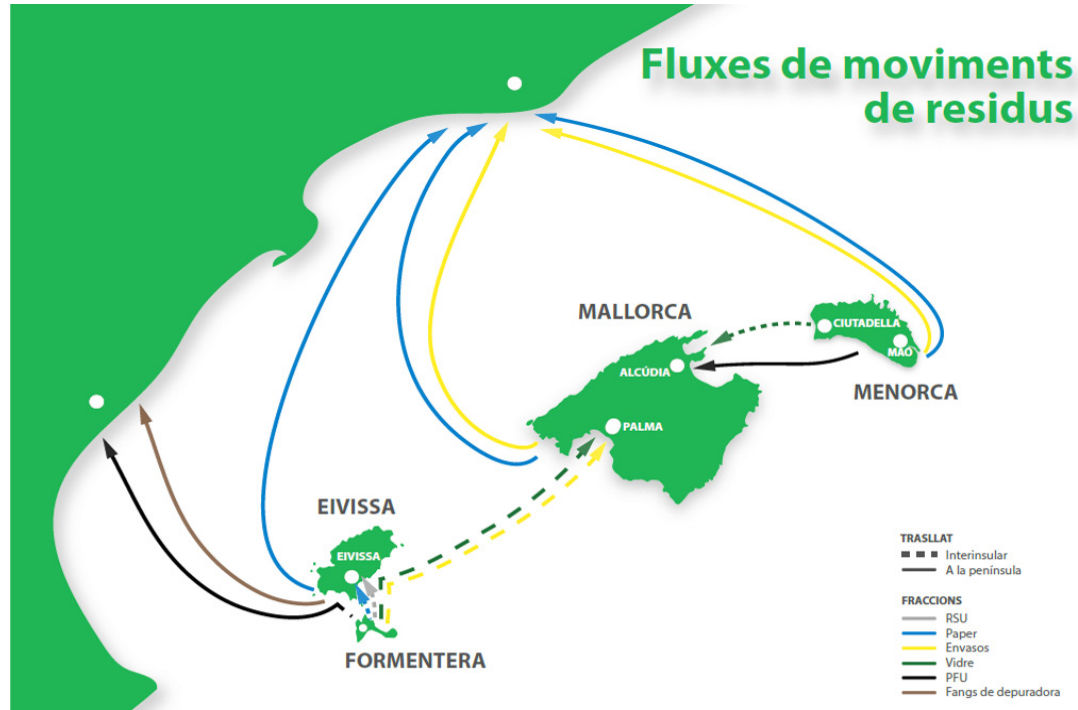 Fluxes de moviments
de residus
MALLORCA
CIUTADELLA
MAÓ
ALCÚDIA
MENORCA
PALMA
EIVISSA
EIVISSA
FORMENTERA
TRASLLAT
Interinsular
A la península
FRACCIONS
RSU
Paper
Envasos
Vidre
PFU
Fangs de depuradora